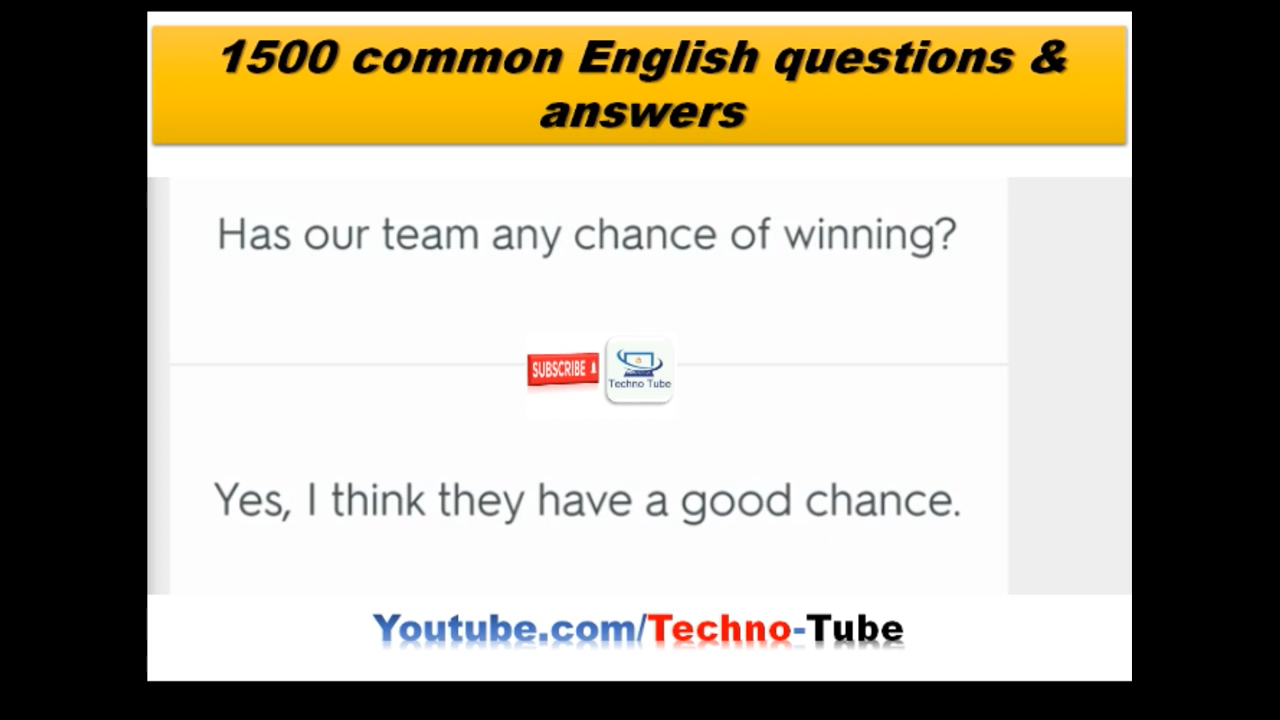 1500 common English questions &
answers
Has our team any chance of winning?
SUBSCRIBE
Techno Tube
Yes, I think they have a good chance.
Youtube.com/Techno-Tube